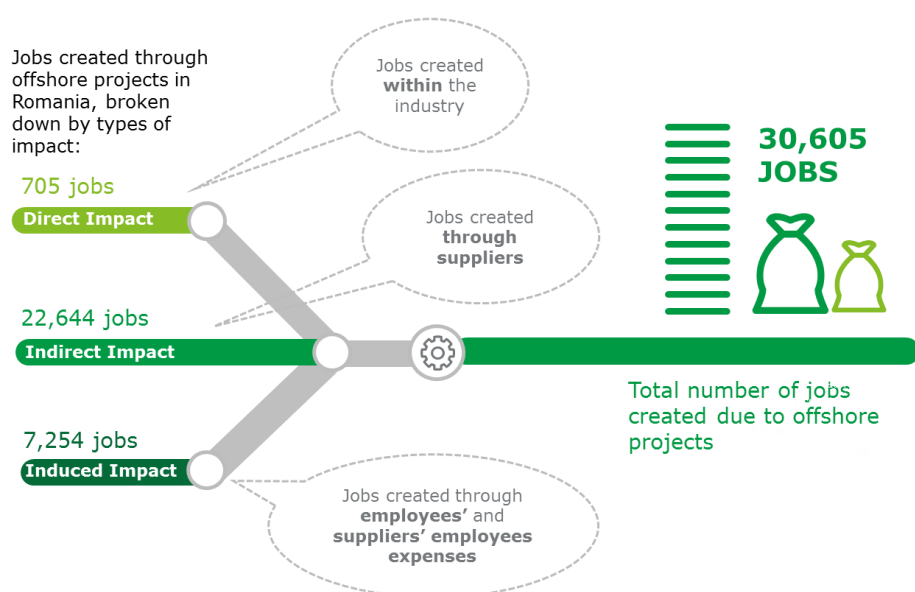 Jobs created through
offshore projects in
Romania, broken
down by types of
impact:
705 jobs
Direct Impact
22,644 jobs
Indirect Impact
7,254 jobs
Induced Impact
Jobs created
within the
industry
Jobs created
through
suppliers
Jobs created through
employees’ and
suppliers’ employees
expenses
30,605
JOBS
Total number of jobs
created due to offshore
projects